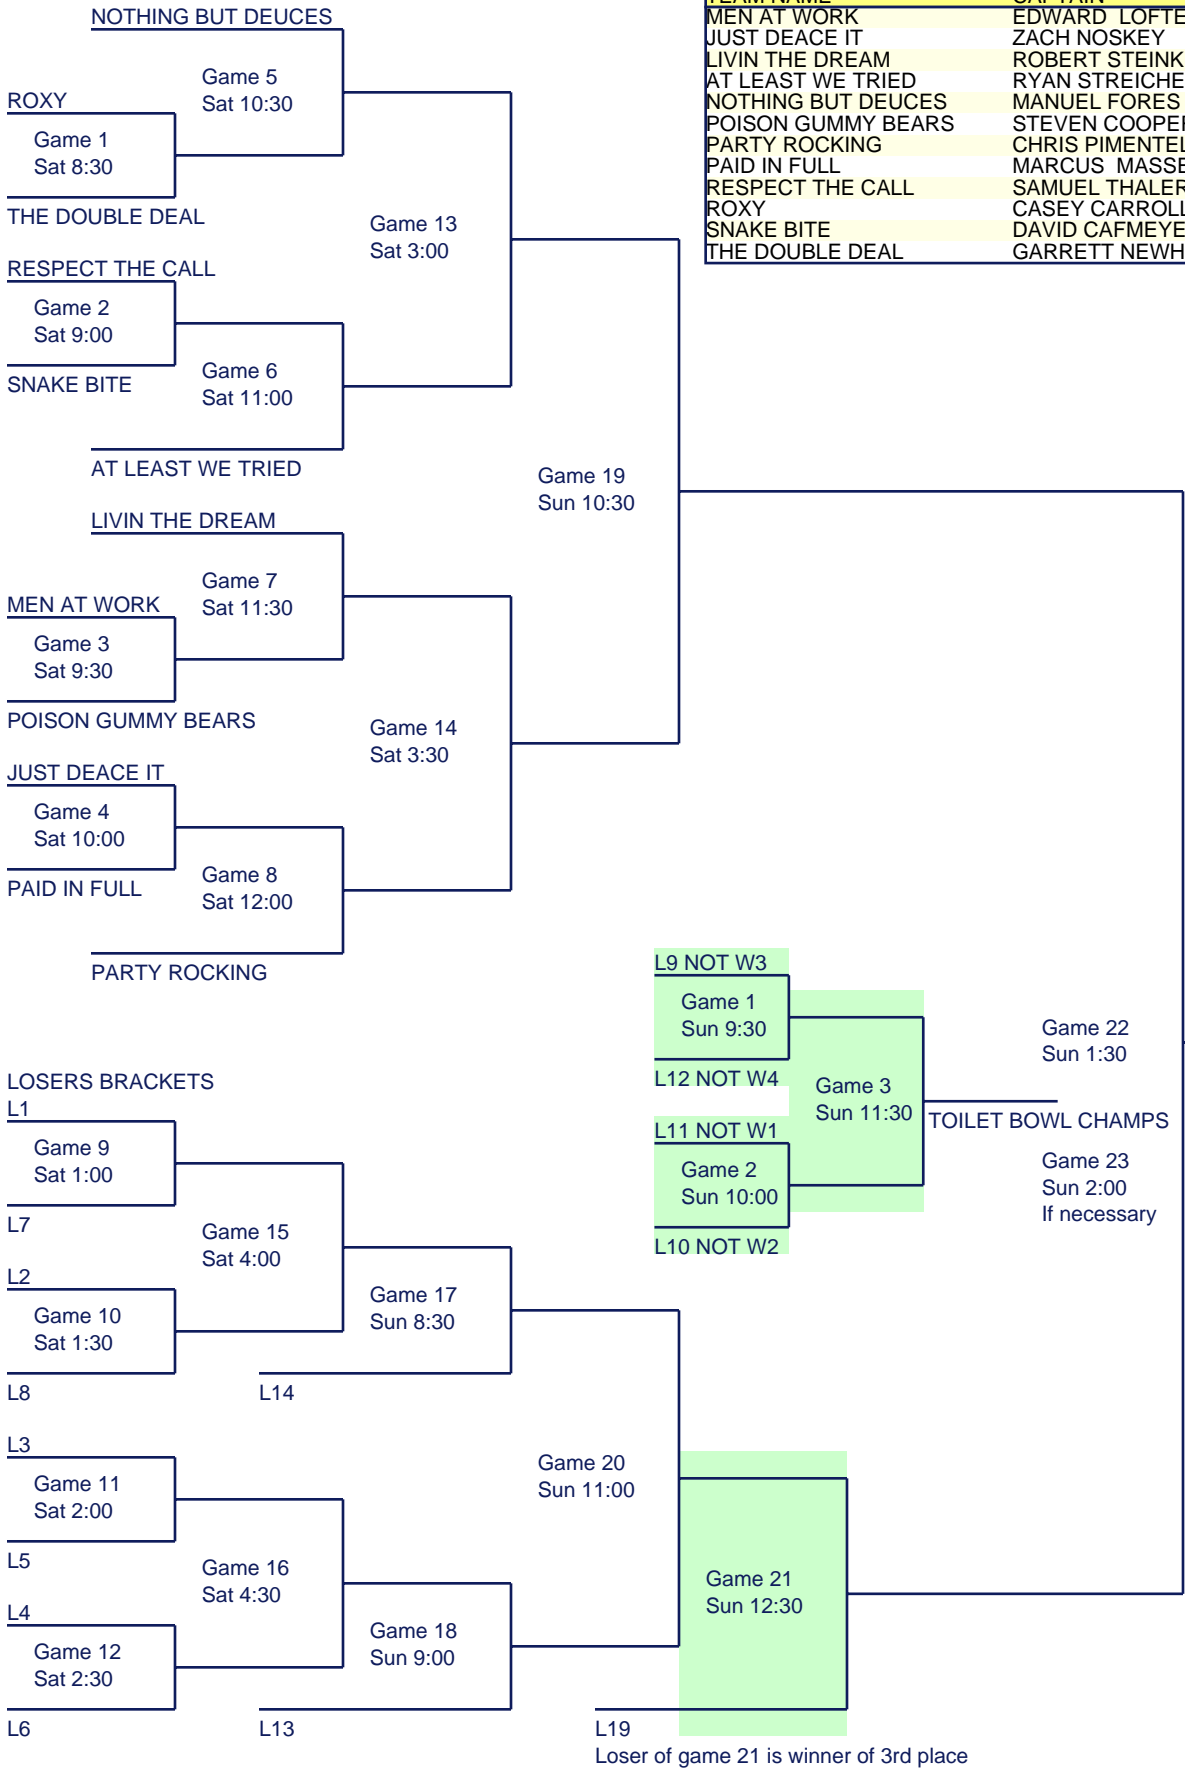 NOTHING BUT DEUCES
Game 5
Sat 10:30
ROXY
Game 1
Sat 8:30
THE DOUBLE DEAL
Game 13
Sat 3:00
RESPECT THE CALL
Game 2
Sat 9:00
SNAKE BITE
Game 6
Sat 11:00
AT LEAST WE TRIED
Game 19
Sun 10:30
LIVIN THE DREAM
Game 7
Sat 11:30
MEN AT WORK
Game 3
Sat 9:30
POISON GUMMY BEARS
Game 14
Sat 3:30
JUST DEACE IT
Game 4
Sat 10:00
PAID IN FULL
Game 8
Sat 12:00
PARTY ROCKING
MEN AT WORK EDWARD LOFTE
JUST DEACE IT ZACH NOSKEY
LIVIN THE DREAM ROBERT STEINK
AT LEAST WE TRIED RYAN STREICHE
NOTHING BUT DEUCES MANUEL FORES
POISON GUMMY BEARS STEVEN COOPER
PARTY ROCKING CHRIS PIMENTEL
PAID IN FULL MARCUS MASSE
RESPECT THE CALL SAMUEL THALER
ROXY CASEY CARROLL
SNAKE BITE DAVID CAFMEYE
THE DOUBLE DEAL GARRETT NEWH
L9 NOT W3
Game 1
Sun 9:30
L12 NOT W4
Game 3
Sun 11:30
L11 NOT W1
Game 2
Sun 10:00
L10 NOT W2
TOILET BOWL CHAMPS
Game 22
Sun 1:30
Game 23
Sun 2:00
If necessary
LOSERS BRACKETS
L1
Game 9
Sat 1:00
L7
Game 15
Sat 4:00
L2
Game 10
Sat 1:30
L8
Game 17
Sun 8:30
L14
L3
Game 11
Sat 2:00
L5
Game 16
Sat 4:30
L4
Game 12
Sat 2:30
L6
Game 18
Sun 9:00
L13
Game 20
Sun 11:00
Game 21
Sun 12:30
L19
Loser of game 21 is winner of 3rd place